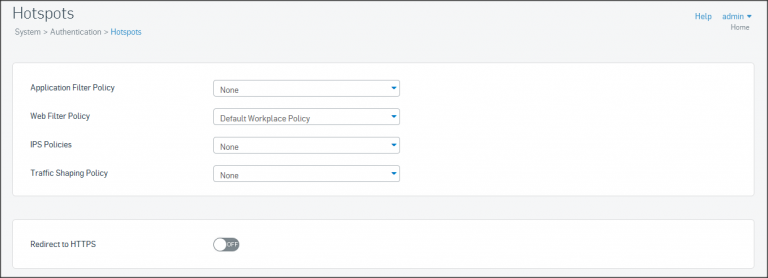 Hotspots
Help admin
System > Authentication > Hotspots
Home
Application Filter Policy None
Web Filter Policy Default Workplace Policy
IPS Policies None
Traffic Shaping Policy None
Redirect to HTTPS OFF